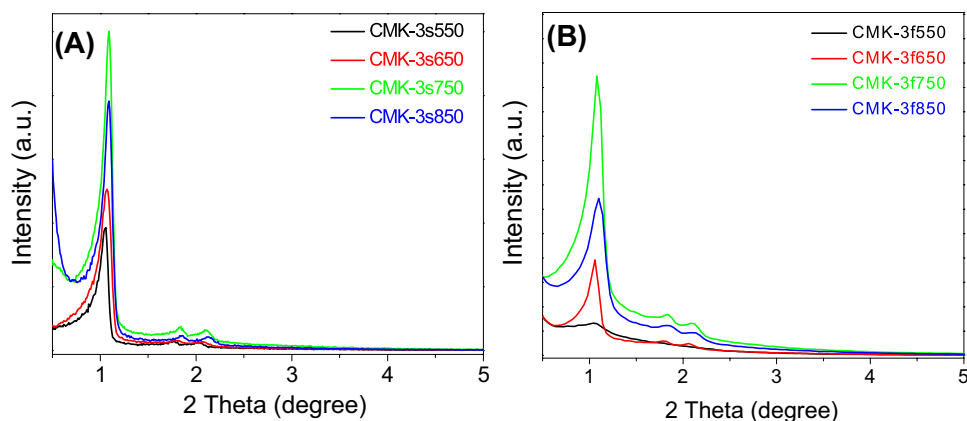 (A)
CMK-3s550
CMK-3s650
CMK-3s750
CMK-3s850
Intensity (a.u.)
1 2 3 4 5
2 Theta (degree)
(B)
CMK-3f550
CMK-3f650
CMK-3f750
CMK-3f850
Intensity (a.u.)
1 2 3 4 5
2 Theta (degree)